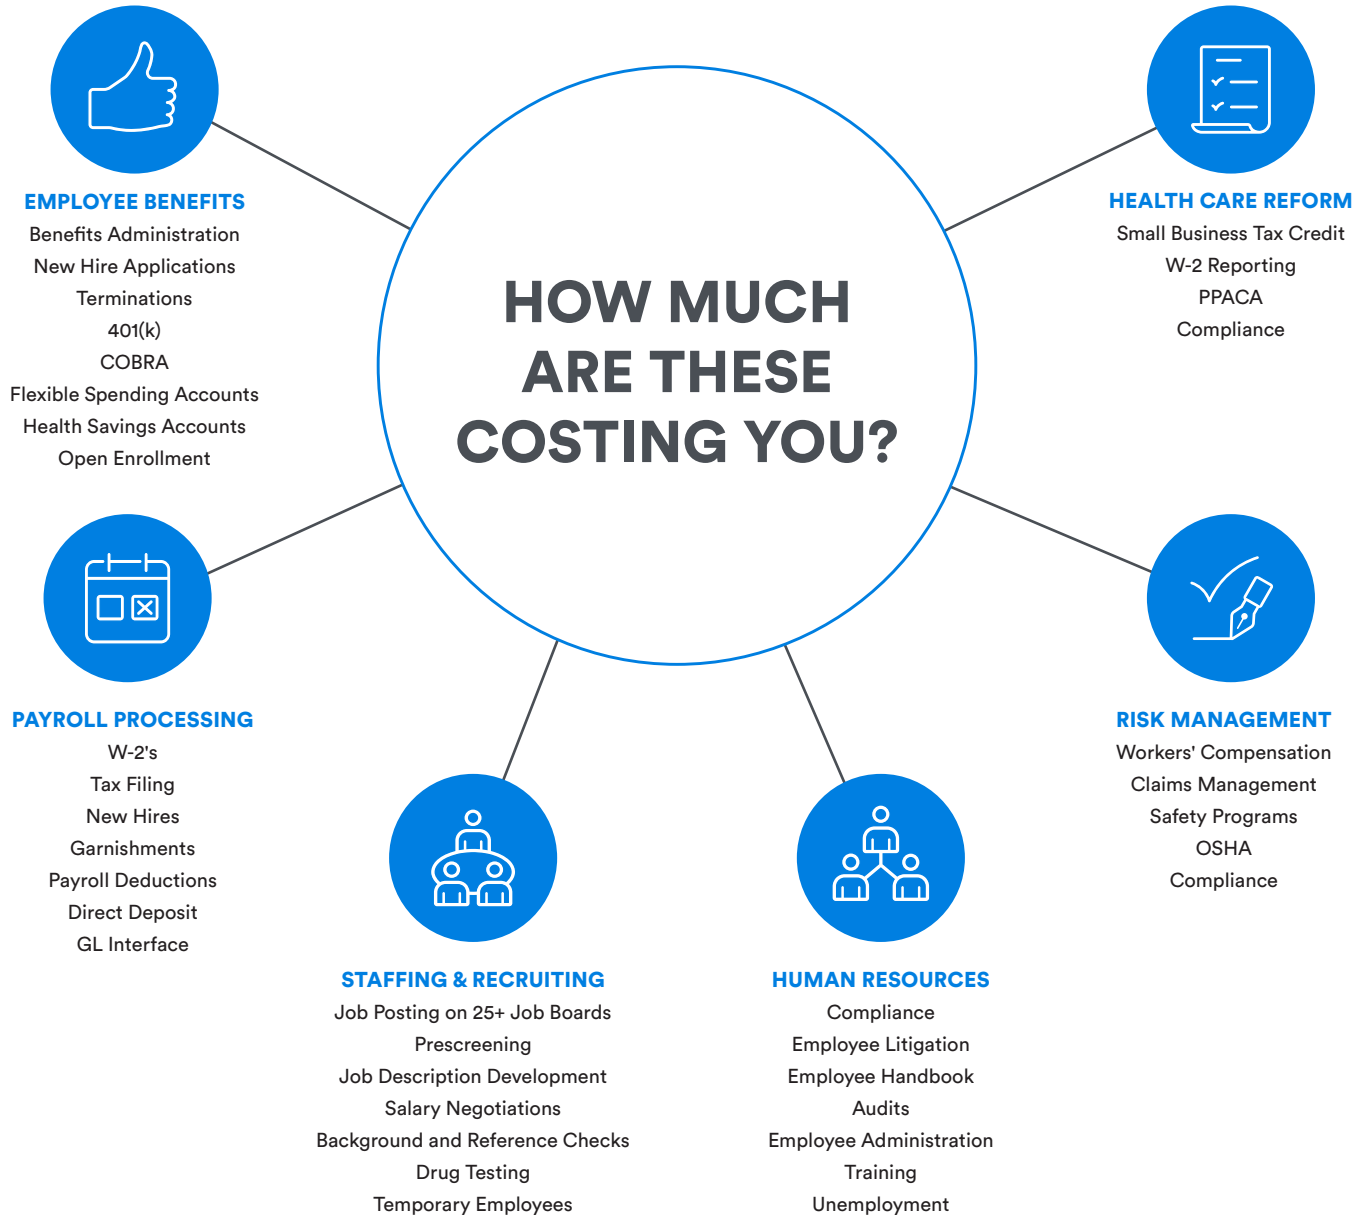 HOW MUCH
ARE THESE
COSTING YOU?
EMPLOYEE BENEFITS
Benefits Administration
New Hire Applications
Terminations
401(k)
COBRA
Flexible Spending Accounts
Health Savings Accounts
Open Enrollment
HEALTH CARE REFORM
Small Business Tax Credit
W-2 Reporting
PPACA
Compliance
PAYROLL PROCESSING
W-2's
Tax Filing
New Hires
Garnishments
Payroll Deductions
Direct Deposit
GL Interface
RISK MANAGEMENT
Workers' Compensation
Claims Management
Safety Programs
OSHA
Compliance
STAFFING & RECRUITING
Job Posting on 25+ Job Boards
Prescreening
Job Description Development
Salary Negotiations
Background and Reference Checks
Drug Testing
Temporary Employees
HUMAN RESOURCES
Compliance
Employee Litigation
Employee Handbook
Audits
Employee Administration
Training
Unemployment